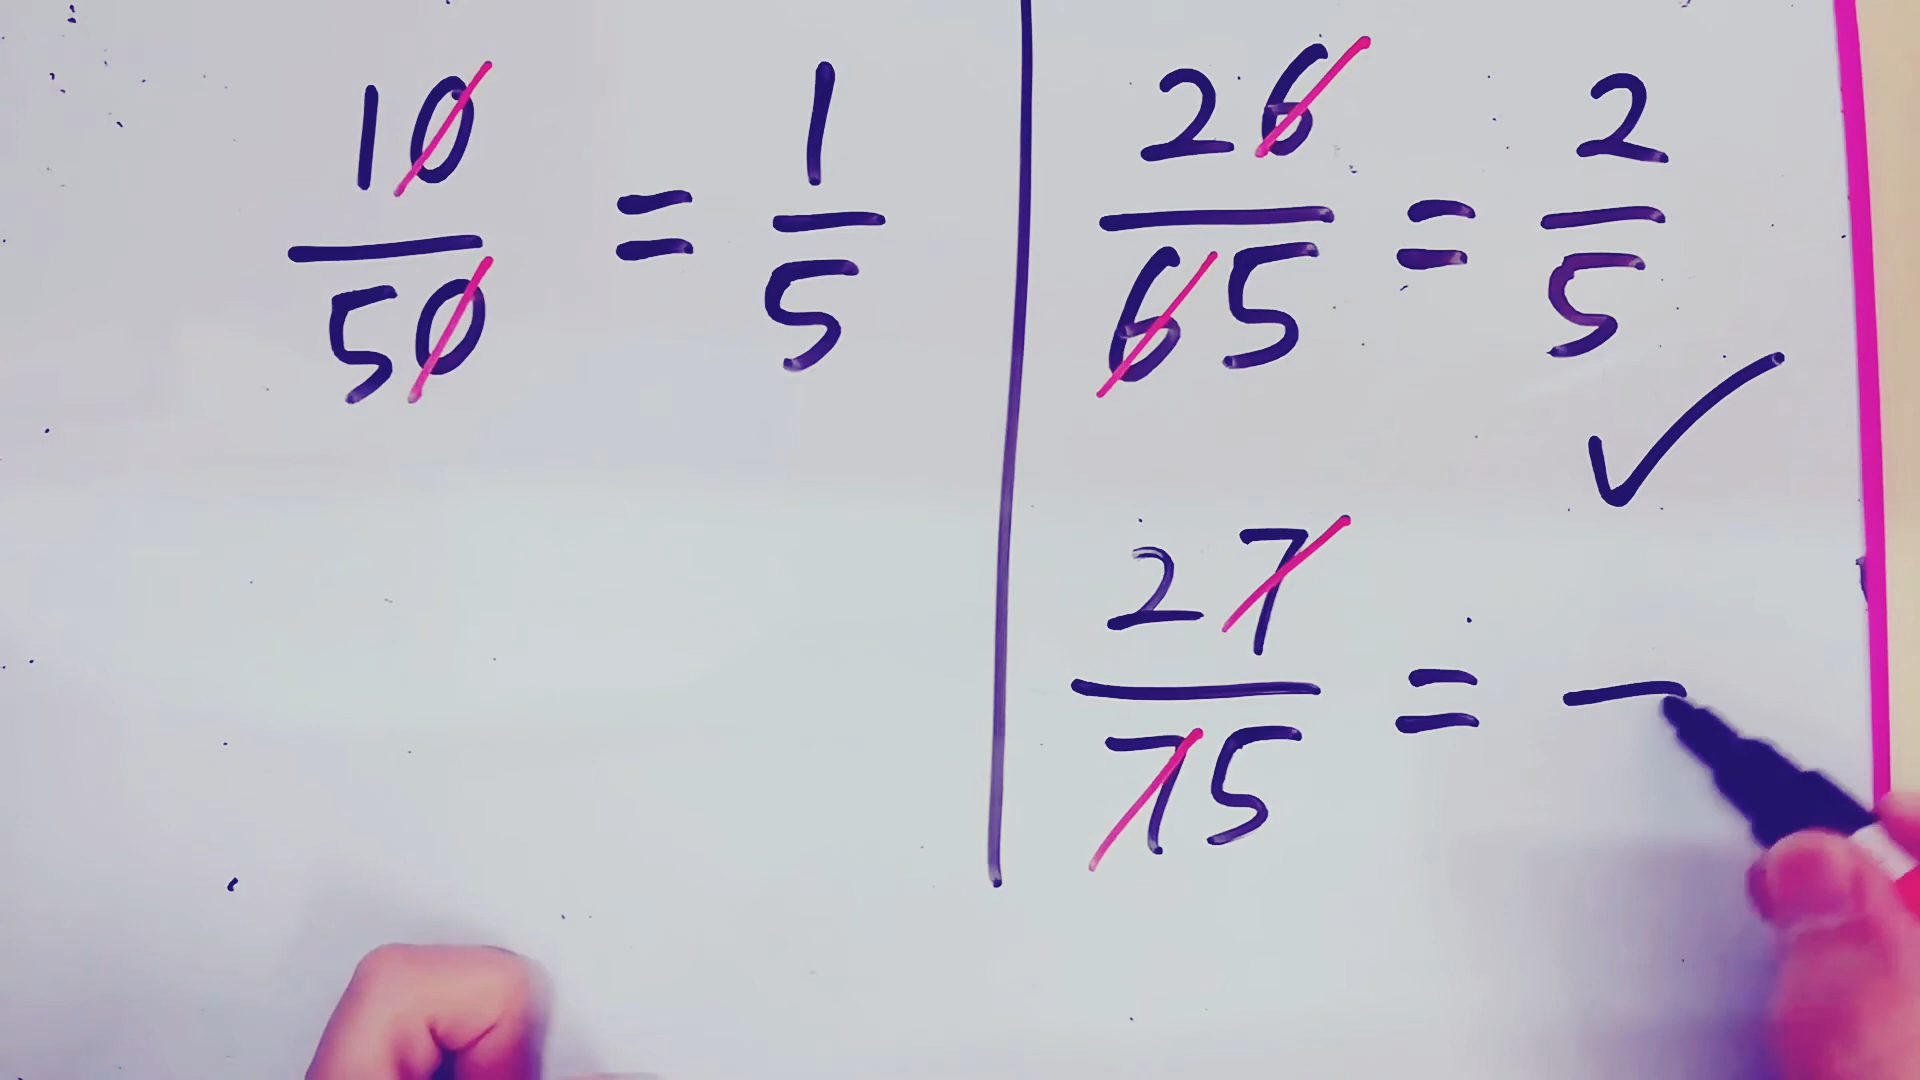 10/50 = 1/5
26/65 = 2/5 ✓
27/75 =